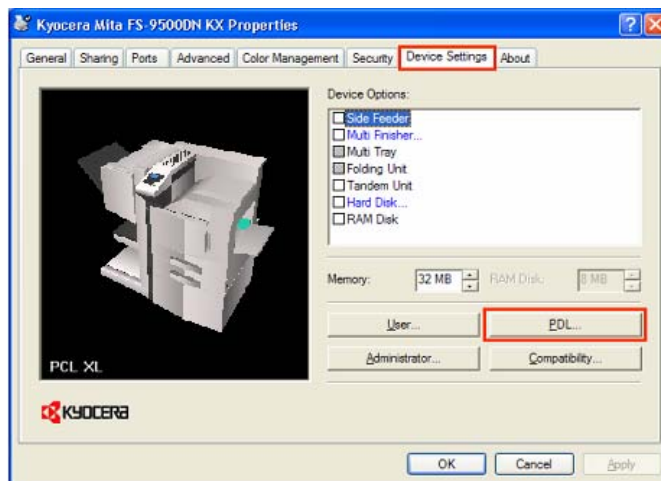 Kyocera Mita FS-9500DN KX Properties
General Sharing Ports Advanced Color Management Security Device Settings About
Device Options:
Side Feeder
Multi Finisher...
Multi Tray
Folding Unit
Tandem Unit
Hard Disk...
RAM Disk
Memory: 32 MB RAM Disk: 8 MB
User... PDL...
Administrator... Compatibility...
PCL XL
KYOCERA
OK Cancel Apply